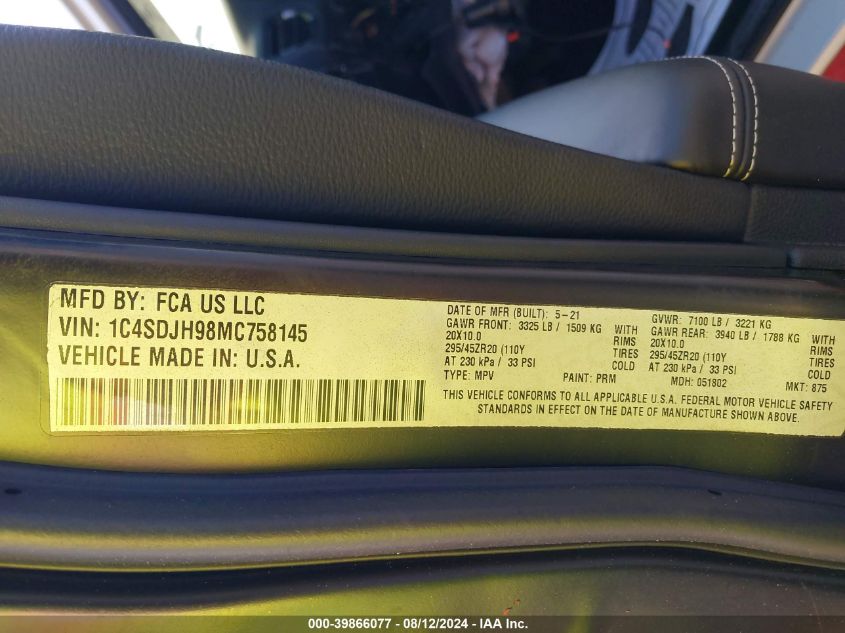 MFD BY: FCA US LLC
VIN: 1C4SDJH98MC758145
VEHICLE MADE IN: U.S.A.
DATE OF MFR (BUILT): 5-21
GAWR FRONT: 3325 LB / 1509 KG
20X10.0 RIMS
295/45ZR20 (110Y TIRES
AT 230 kPa / 33 PSI COLD
TYPE: MPV PAINT: PRM
GVWR: 7100 LB / 3221 KG
GAWR REAR: 3940 LB / 1788 KG
20X10.0 RIMS
295/45ZR20 (110Y TIRES
AT 230 kPa / 33 PSI COLD
MDH: 051802 MKT: 875
THIS VEHICLE CONFORMS TO ALL APPLICABLE U.S.A. FEDERAL MOTOR VEHICLE SAFETY
STANDARDS IN EFFECT ON THE DATE OF MANUFACTURE SHOWN ABOVE.
000-39866077 - 08/12/2024 - IAA Inc.